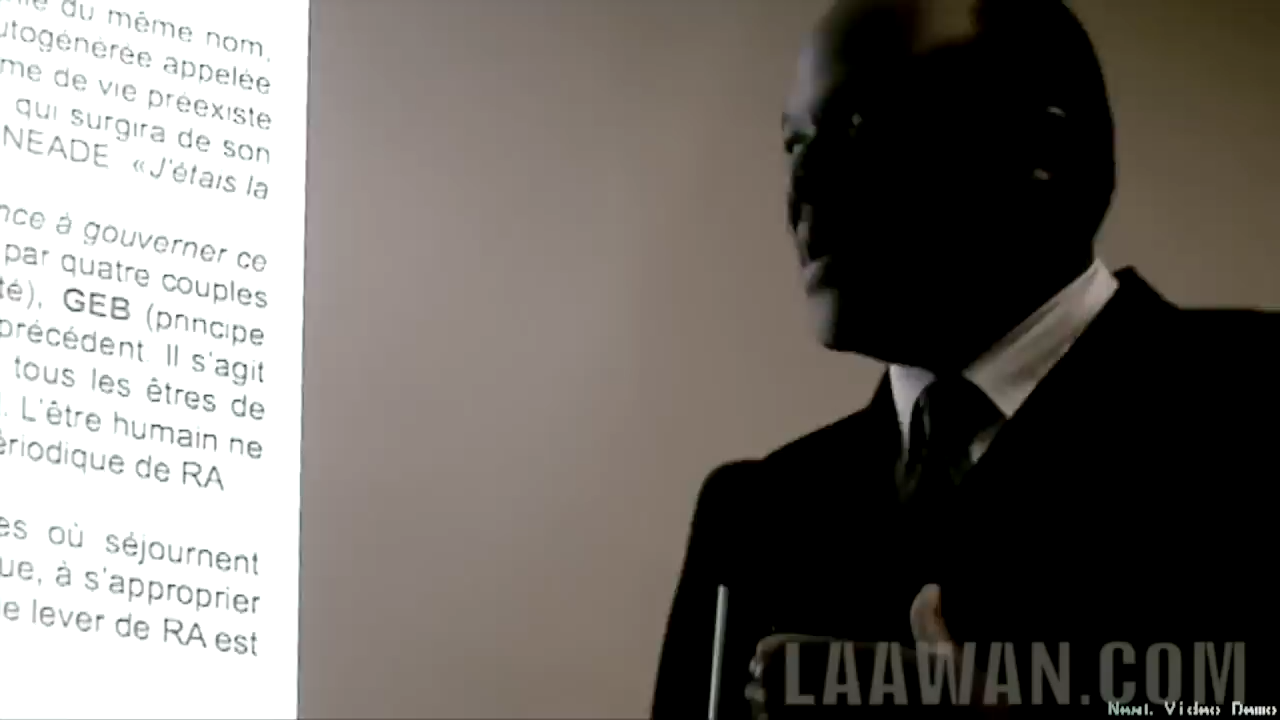 du même nom,
utogénérée appelée
me de vie préexiste
qui surgira de son
NEADE «J'étais la
nce à gouverner ce
par quatre couples
té), GEB (principe
précédent. Il s'agit
tous les êtres de
. L'être humain ne
ériodique de RA
es où séjournent
ue, à s'approprier
e lever de RA est
LAAWAN.COM
Video Demo